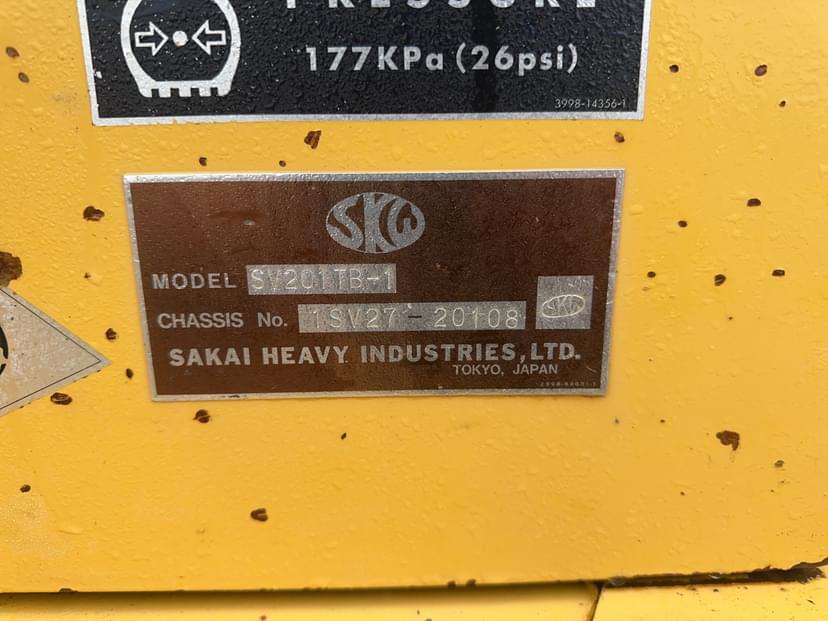 PRESSURE
177KPa (26psi)
3998-14356-1
SKW
MODEL SV201TB-1
CHASSIS No. 1SV27-20108
SKW
SAKAI HEAVY INDUSTRIES, LTD.
TOKYO, JAPAN